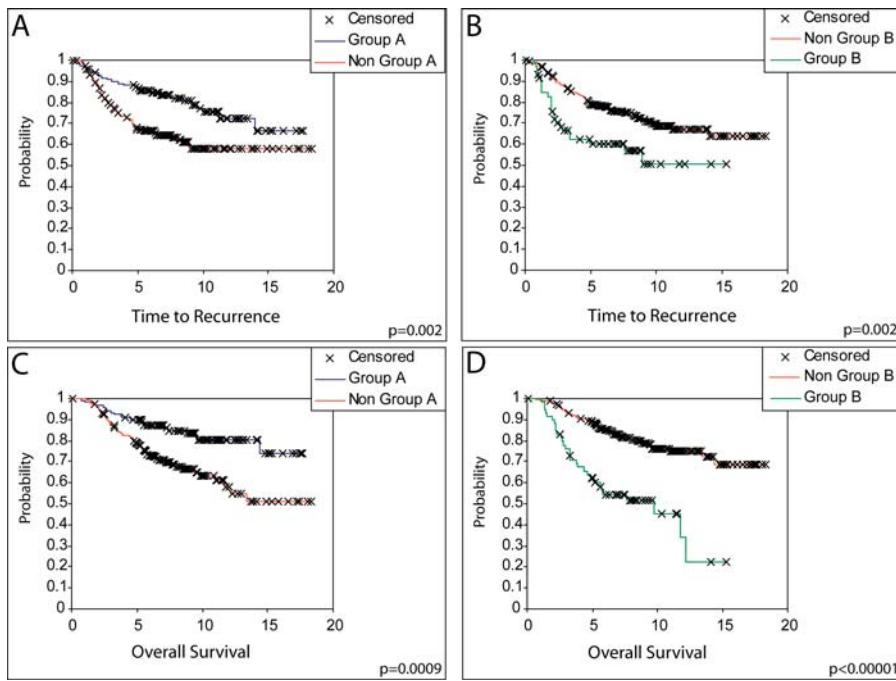 A
Censored
Group A
Non Group A
1
0.9
0.8
0.7
0.6
0.5
0.4
0.3
0.2
0.1
0
Probability
0 5 10 15 20
Time to Recurrence
p=0.002
B
Censored
Non Group B
Group B
1
0.9
0.8
0.7
0.6
0.5
0.4
0.3
0.2
0.1
0
Probability
0 5 10 15 20
Time to Recurrence
p=0.002
C
Censored
Group A
Non Group A
1
0.9
0.8
0.7
0.6
0.5
0.4
0.3
0.2
0.1
0
Probability
0 5 10 15 20
Overall Survival
p=0.0009
D
Censored
Non Group B
Group B
1
0.9
0.8
0.7
0.6
0.5
0.4
0.3
0.2
0.1
0
Probability
0 5 10 15 20
Overall Survival
p<0.00001